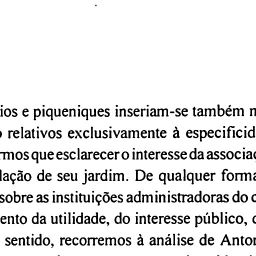 ios e piqueniques inseriam-se também n
o relativos exclusivamente à especificid
rmos que esclarecer o interesse da associac
lação de seu jardim. De qualquer forma
sobre as instituições administradoras do c
ento da utilidade, do interesse público, c
sentido, recorremos à análise de Anton